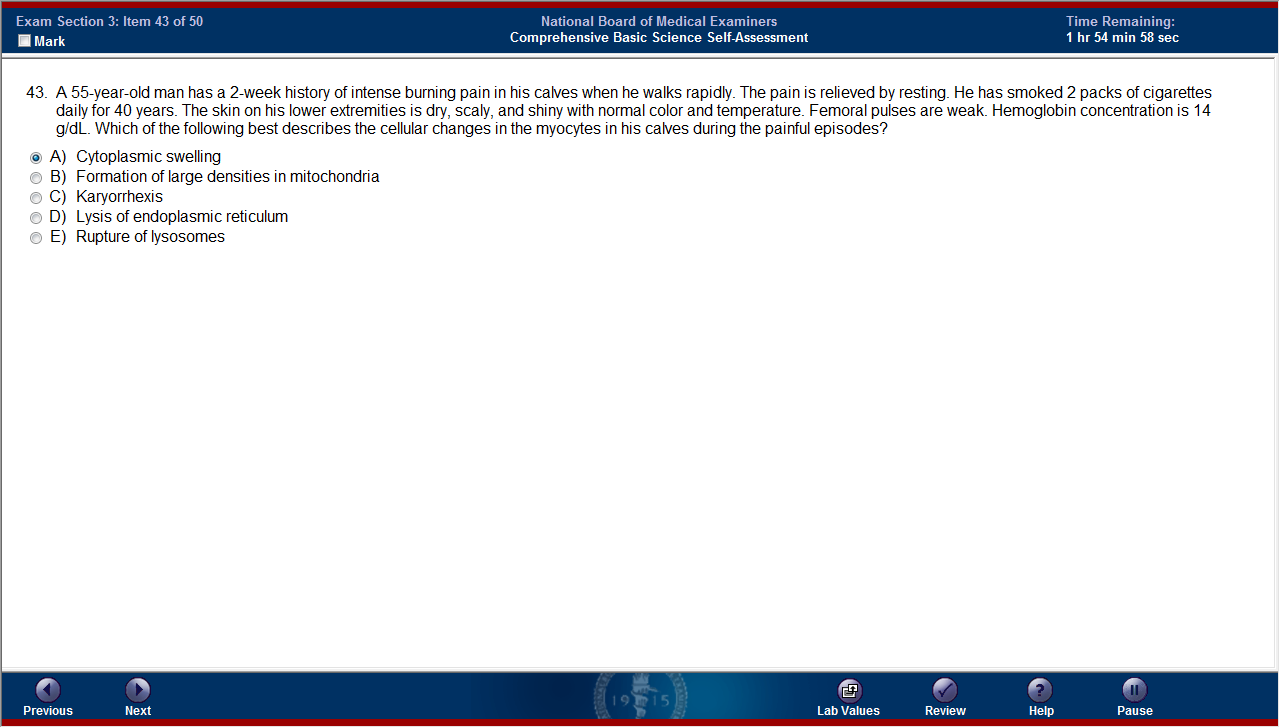 Exam Section 3: Item 43 of 50
National Board of Medical Examiners
Time Remaining:
Mark
Comprehensive Basic Science Self-Assessment
1 hr 54 min 58 sec
43. A 55-year-old man has a 2-week history of intense burning pain in his calves when he walks rapidly. The pain is relieved by resting. He has smoked 2 packs of cigarettes
daily for 40 years. The skin on his lower extremities is dry, scaly, and shiny with normal color and temperature. Femoral pulses are weak. Hemoglobin concentration is 14
g/dL. Which of the following best describes the cellular changes in the myocytes in his calves during the painful episodes?
A) Cytoplasmic swelling
B) Formation of large densities in mitochondria
C) Karyorrhexis
D) Lysis of endoplasmic reticulum
E) Rupture of lysosomes
19 15
Previous
Next
Lab Values
Review
Help
Pause